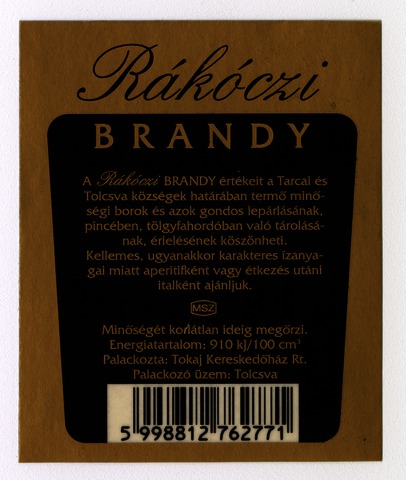 Rákóczi
BRANDY
A Rákóczi BRANDY értékeit a Tarcal és
Tolcsva községek határában termő minő-
ségi borok és azok gondos lepárlásának,
pincében, tölgyfahordóban való tárolásá-
nak, érlelésének köszönheti.
Kellemes, ugyanakkor karakteres ízanya-
gai miatt aperitifként vagy étkezés utáni
italként ajánljuk.
MSZ
Minőségét korlátlan ideig megőrzi.
Energiatartalom: 910 kJ/100 cm³
Palackozta: Tokaj Kereskedőház Rt.
Palackozó üzem: Tolcsva
5 998812 762771